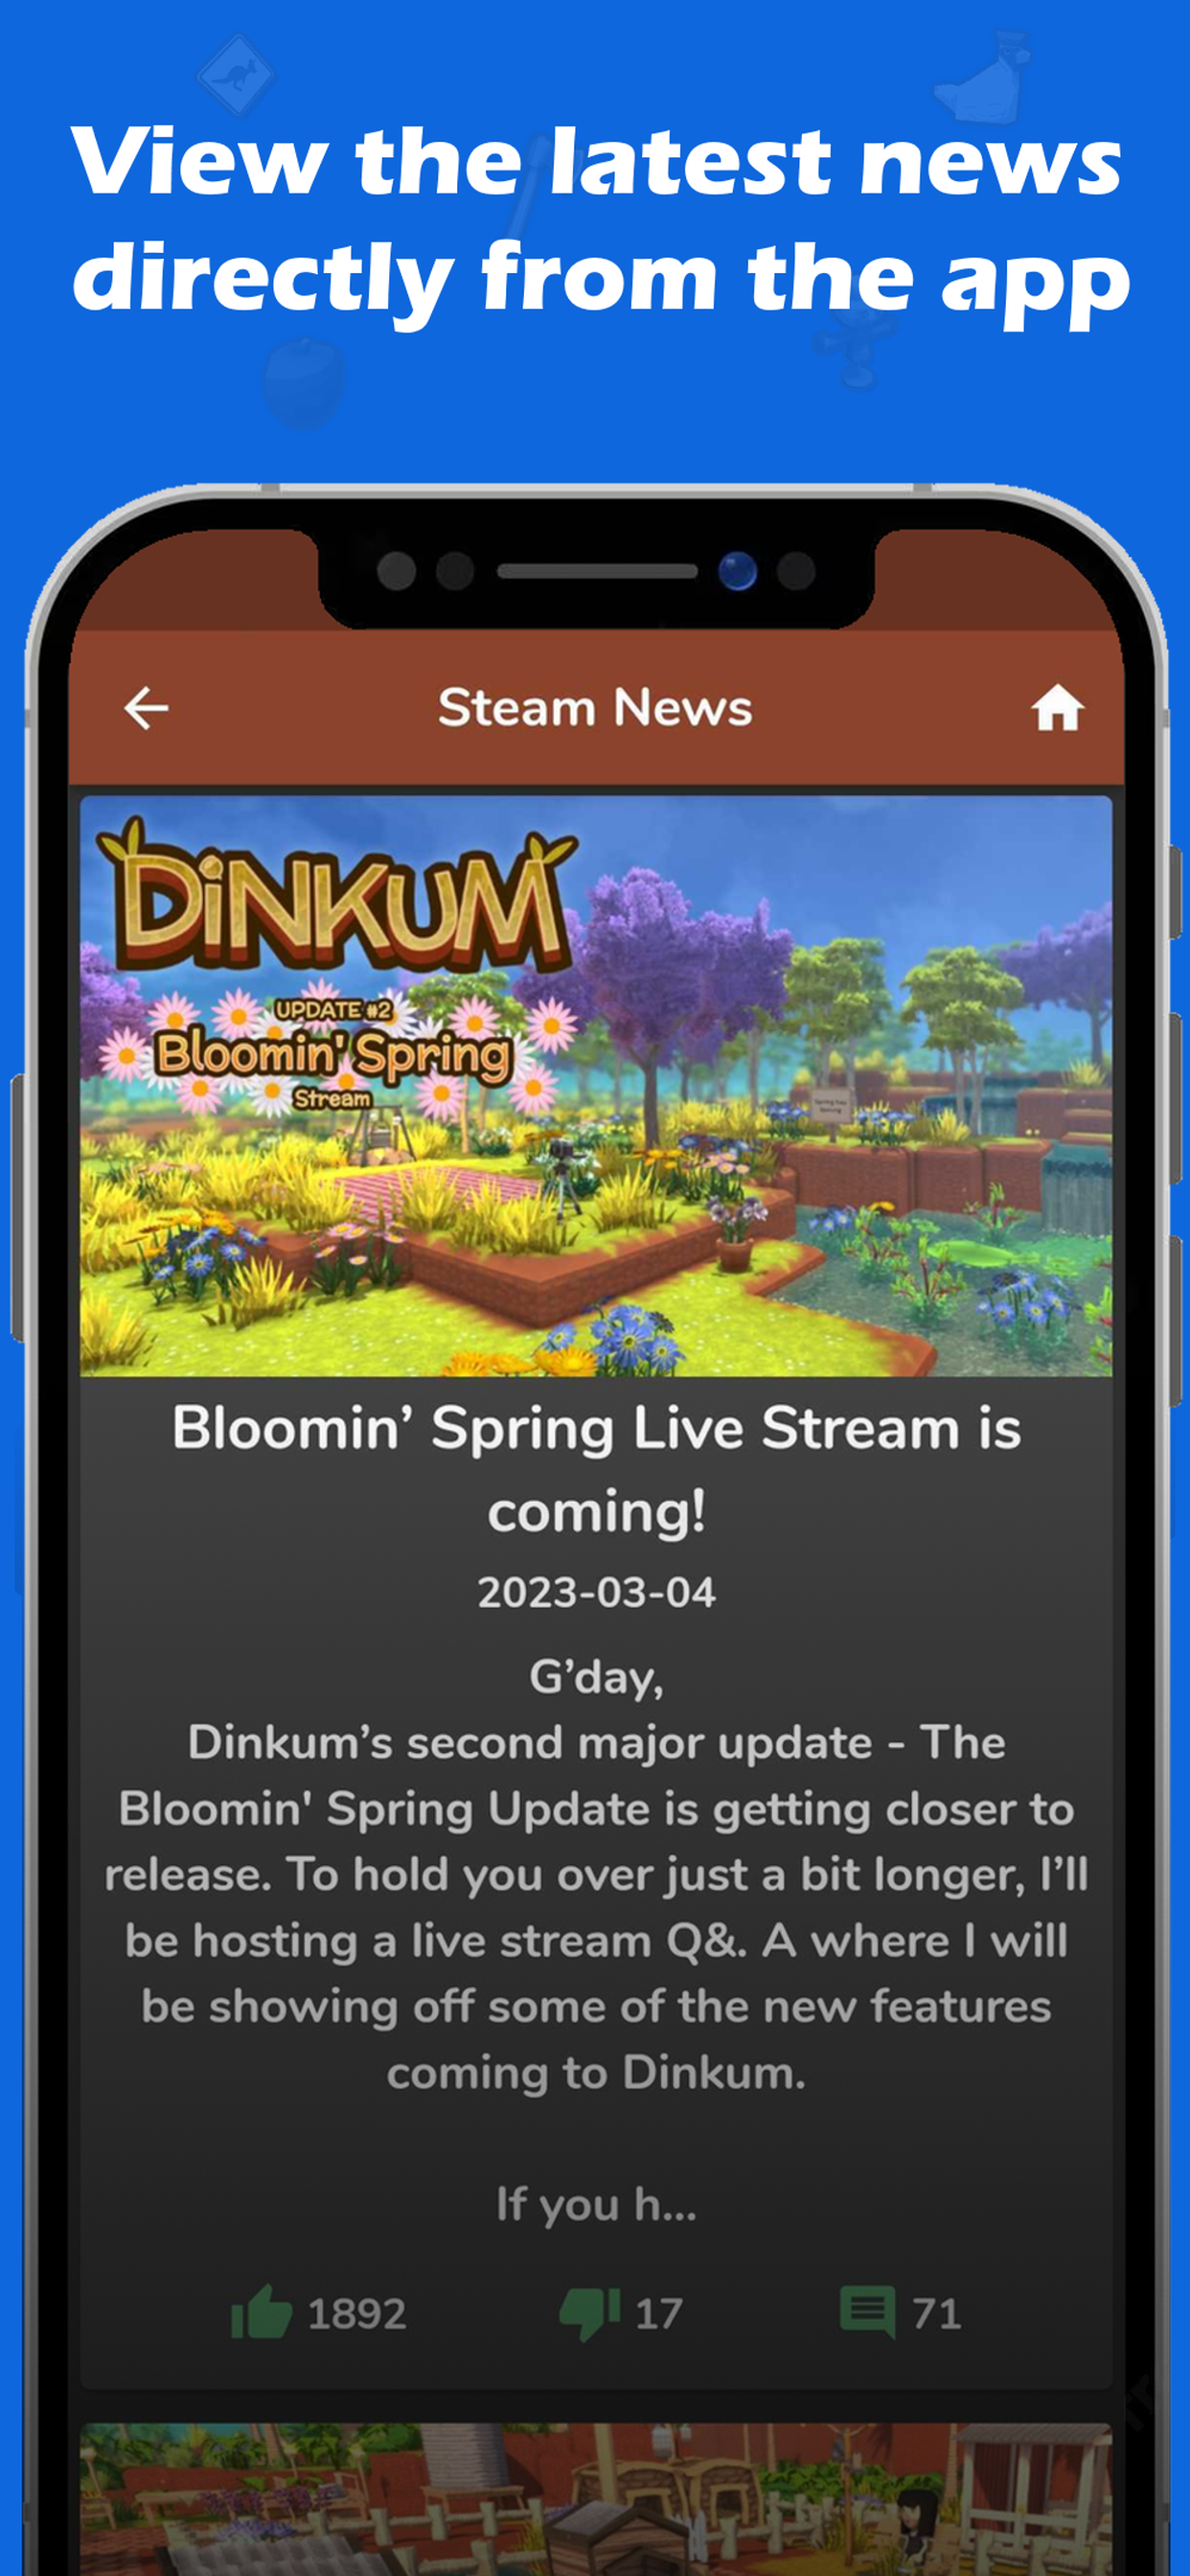 View the latest news
directly from the app
Steam News
DiNKUM
UPDATE #2
Bloomin' Spring
Stream
Spring has
Sprung
Bloomin’ Spring Live Stream is
coming!
2023-03-04
G’day,
Dinkum’s second major update - The
Bloomin' Spring Update is getting closer to
release. To hold you over just a bit longer, I’ll
be hosting a live stream Q&. A where I will
be showing off some of the new features
coming to Dinkum.
If you h...
1892
17
71